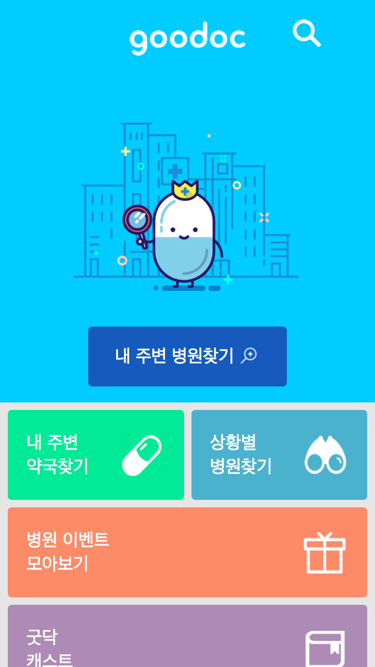 goodoc
내 주변 병원찾기
내 주변
약국찾기
상황별
병원찾기
병원 이벤트
모아보기
굿닥
캐스트